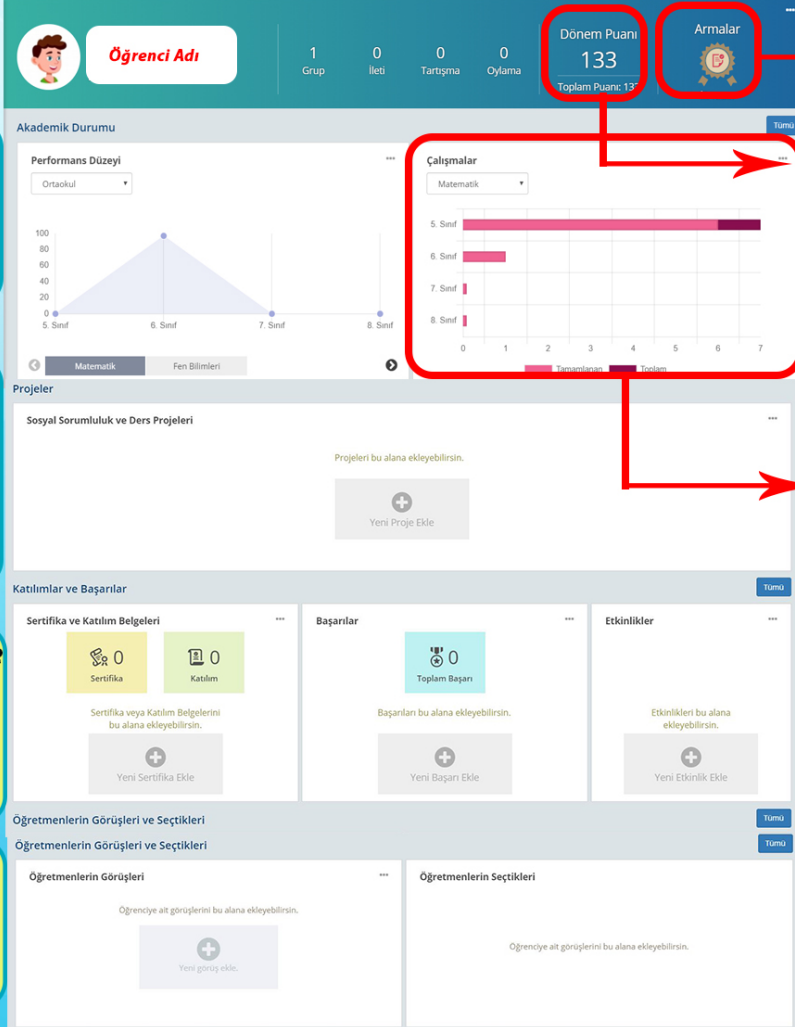 Öğrenci Adı
1
Grup
0
İleti
0
Tartışma
0
Oylama
Dönem Puanı
133
Toplam Puanı: 133
Armalar
Akademik Durumu
Tümü
Performans Düzeyi
Ortaokul
100
80
60
40
20
0
5. Sınıf 6. Sınıf 7. Sınıf 8. Sınıf
Matematik Fen Bilimleri
Çalışmalar
Matematik
5. Sınıf
6. Sınıf
7. Sınıf
8. Sınıf
0 1 2 3 4 5 6 7
Tamamlanan Toplam
Projeler
Sosyal Sorumluluk ve Ders Projeleri
Projeleri bu alana ekleyebilirsin.
Yeni Proje Ekle
Katılımlar ve Başarılar
Tümü
Sertifika ve Katılım Belgeleri
0
Sertifika
0
Katılım
Sertifika veya Katılım Belgelerini
bu alana ekleyebilirsin.
Yeni Sertifika Ekle
Başarılar
0
Toplam Başarı
Başarıları bu alana ekleyebilirsin.
Yeni Başarı Ekle
Etkinlikler
Etkinlikleri bu alana
ekleyebilirsin.
Yeni Etkinlik Ekle
Öğretmenlerin Görüşleri ve Seçtikleri
Tümü
Öğretmenlerin Görüşleri ve Seçtikleri
Tümü
Öğretmenlerin Görüşleri
Öğrenciye ait görüşlerini bu alana ekleyebilirsin.
Yeni görüş ekle.
Öğretmenlerin Seçtikleri
Öğrenciye ait görüşlerini bu alana ekleyebilirsin.